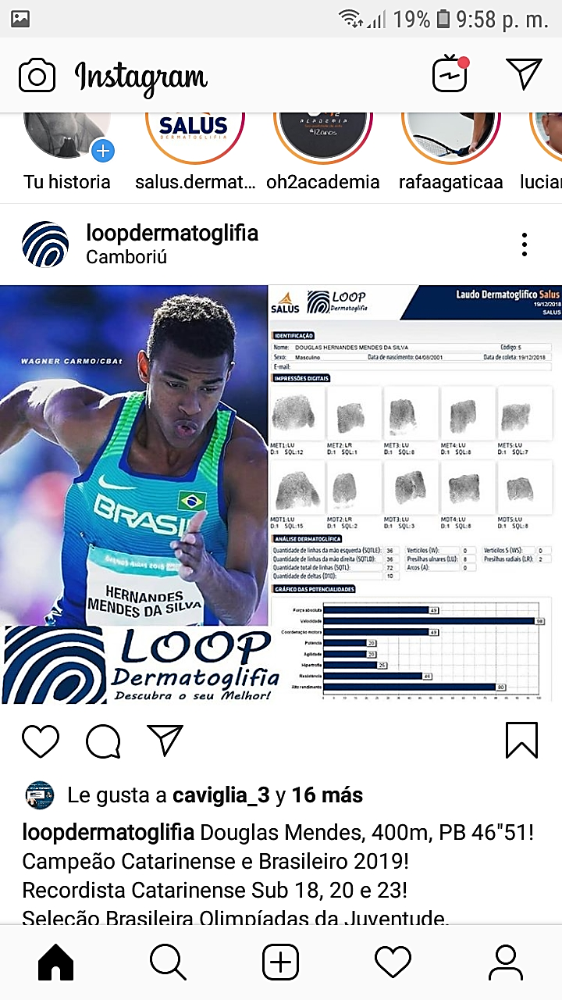 19% 9:58 p. m.
Instagram
SALUS
DERMATOGLIFIA
ACADEMIA
#12anos
Tu historia
salus.dermat...
oh2academia
rafaagaticaa
luciar
loopdermatoglifia
Camboriú
WAGNER CARMO/CBAt
BRASIL
BUENOS AIRES 2018
HERNANDES
MENDES DA SILVA
SALUS
LOOP
Dermatoglifia
Laudo Dermatoglífico Salus
19/12/2018
SALUS
IDENTIFICAÇÃO
Nome: DOUGLAS HERNANDES MENDES DA SILVA Código: 5
Sexo: Masculino Data de nascimento: 04/08/2001 Data de coleta: 19/12/2018
E-mail:
IMPRESSÕES DIGITAIS
MET1:LU MET2:LR MET3:LU MET4:LU MET5:LU
D:1 SQL:12 D:1 SQL:1 D:1 SQL:8 D:1 SQL:8 D:1 SQL:7
MDT1:LU MDT2:LR MDT3:LU MDT4:LU MDT5:LU
D:1 SQL:15 D:1 SQL:2 D:1 SQL:3 D:1 SQL:8 D:1 SQL:8
ANÁLISE DERMATOGLÍFICA
Quantidade de linhas da mão esquerda (SQTLE): 36 Verticilos (W): 0 Verticilos S (WS): 0
Quantidade de linhas da mão direita (SQTLD): 36 Presilhas ulnares (LU): 8 Presilhas radiais (LR): 2
Quantidade total de linhas (SQTL): 72 Arcos (A): 0
Quantidade de deltas (D10): 10
GRÁFICO DAS POTENCIALIDADES
Força absoluta 49
Velocidade 98
Coordenação motora 49
Potência 20
Agilidade 20
Hipertrofia 25
Resistência 46
Alto rendimento 80
LOOP
Dermatoglifia
Descubra o seu Melhor!
Le gusta a caviglia_3 y 16 más
loopdermatoglifia Douglas Mendes, 400m, PB 46"51!
Campeão Catarinense e Brasileiro 2019!
Recordista Catarinense Sub 18, 20 e 23!
Seleção Brasileira Olimpíadas da Juventude.